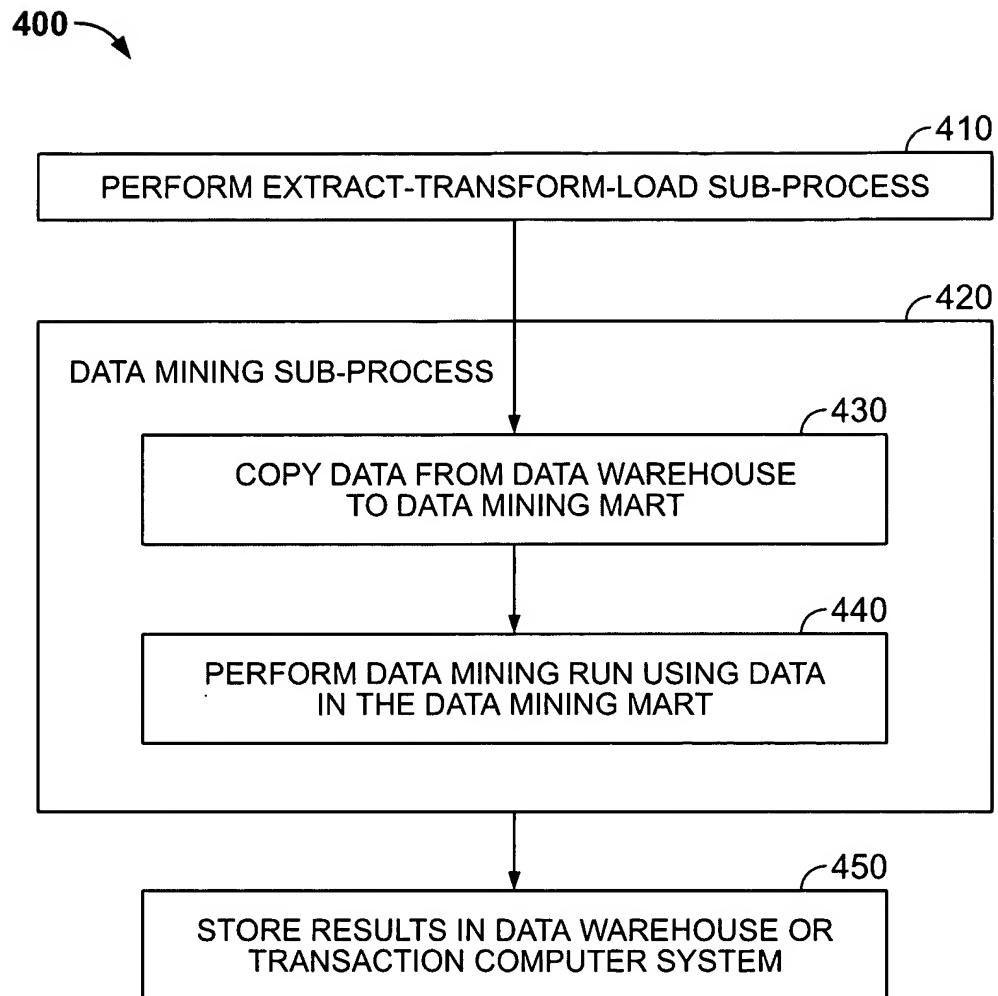 400
410
PERFORM EXTRACT-TRANSFORM-LOAD SUB-PROCESS
420
DATA MINING SUB-PROCESS
430
COPY DATA FROM DATA WAREHOUSE
TO DATA MINING MART
440
PERFORM DATA MINING RUN USING DATA
IN THE DATA MINING MART
450
STORE RESULTS IN DATA WAREHOUSE OR
TRANSACTION COMPUTER SYSTEM